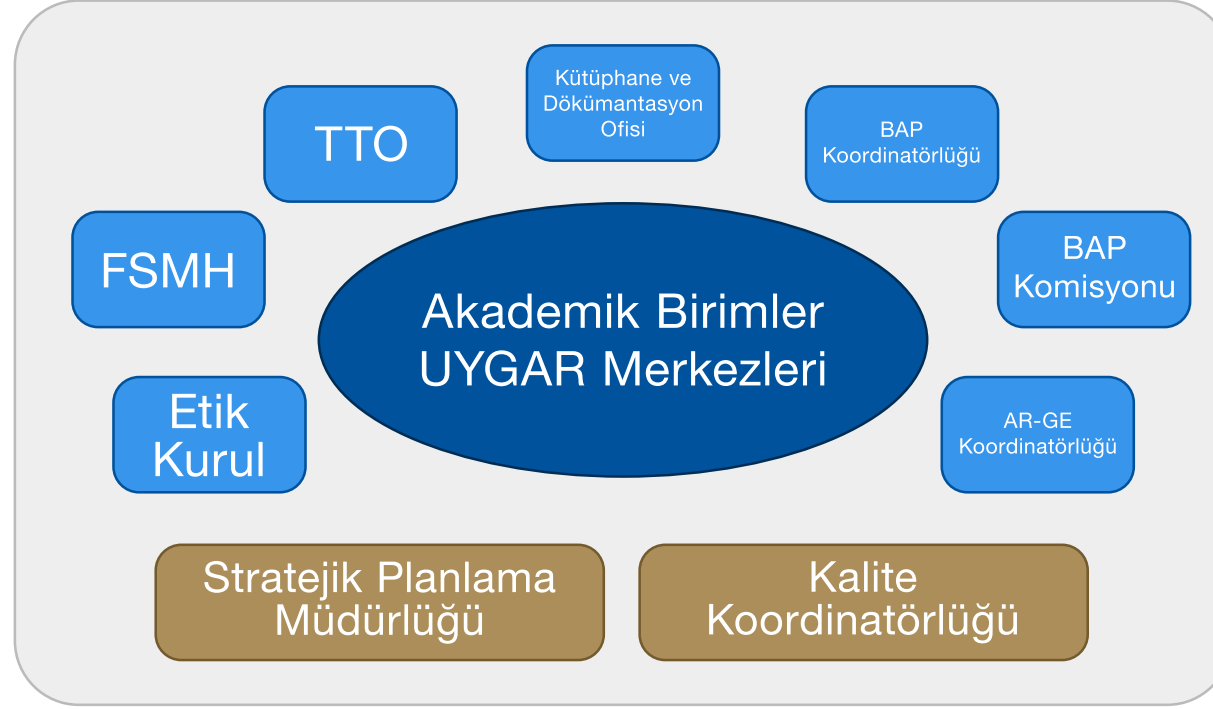 Kütüphane ve
Dökümantasyon
Ofisi
TTO
BAP
Koordinatörlüğü
FSMH
BAP
Komisyonu
Akademik Birimler
UYGAR Merkezleri
Etik
Kurul
AR-GE
Koordinatörlüğü
Stratejik Planlama
Müdürlüğü
Kalite
Koordinatörlüğü